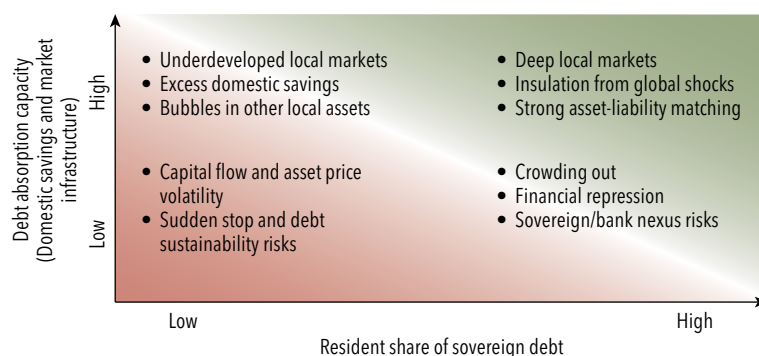 Debt absorption capacity
(Domestic savings and market
infrastructure)
High
Low
• Underdeveloped local markets
• Excess domestic savings
• Bubbles in other local assets
• Deep local markets
• Insulation from global shocks
• Strong asset-liability matching
• Capital flow and asset price
volatility
• Sudden stop and debt
sustainability risks
• Crowding out
• Financial repression
• Sovereign/bank nexus risks
Low
High
Resident share of sovereign debt